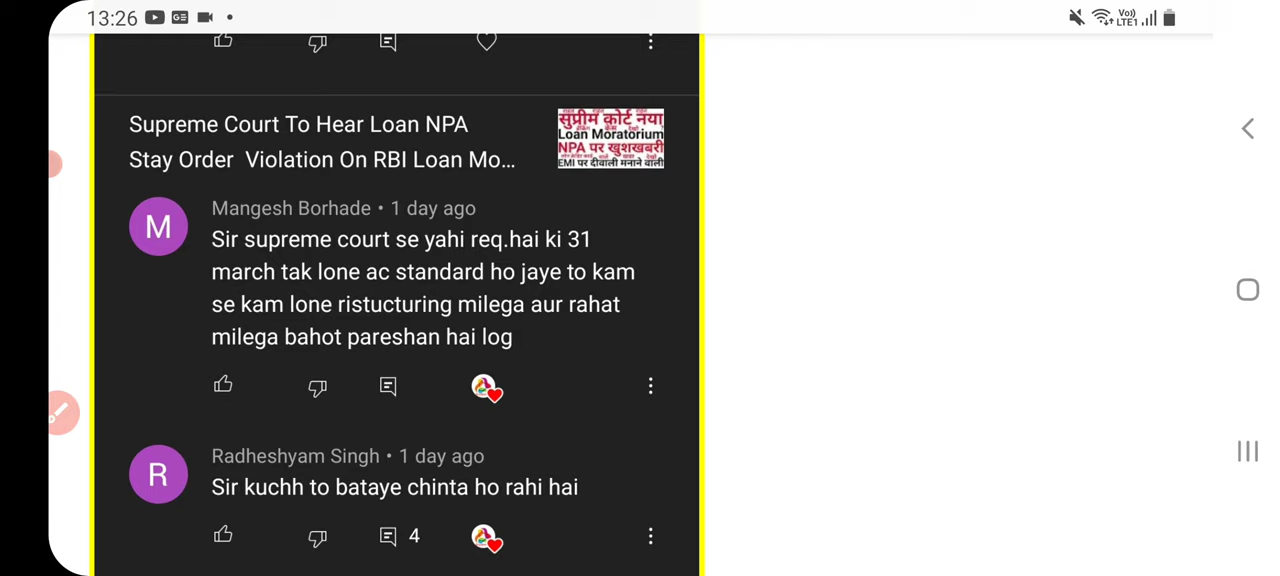 13:26
Vo))
LTE1
Supreme Court To Hear Loan NPA
Stay Order Violation On RBI Loan Mo...
सुप्रीम कोर्ट नया
Loan Moratorium
NPA पर खुशखबरी
EMI पर दीवाली मनाने वाली
M
Mangesh Borhade • 1 day ago
Sir supreme court se yahi req.hai ki 31
march tak lone ac standard ho jaye to kam
se kam lone ristucturing milega aur rahat
milega bahot pareshan hai log
R
Radheshyam Singh • 1 day ago
Sir kuchh to bataye chinta ho rahi hai
4